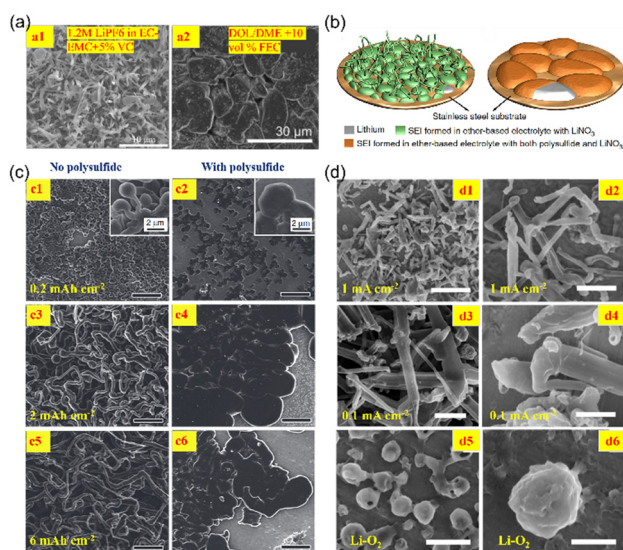 (a)
a1
1.2M LiPF6 in EC-
EMC+5% VC
10 μm
a2
DOL/DME +10
vol % FEC
30 μm
(b)
Stainless steel substrate
Lithium
SEI formed in ether-based electrolyte with LiNO₃
SEI formed in ether-based electrolyte with both polysulfide and LiNO₃
(c)
No polysulfide
With polysulfide
c1
2 μm
0.2 mAh cm⁻²
c2
2 μm
c3
2 mAh cm⁻²
c4
c5
6 mAh cm⁻²
c6
(d)
d1
1 mA cm⁻²
d2
1 mA cm⁻²
d3
0.1 mA cm⁻²
d4
0.1 mA cm⁻²
d5
Li-O₂
d6
Li-O₂